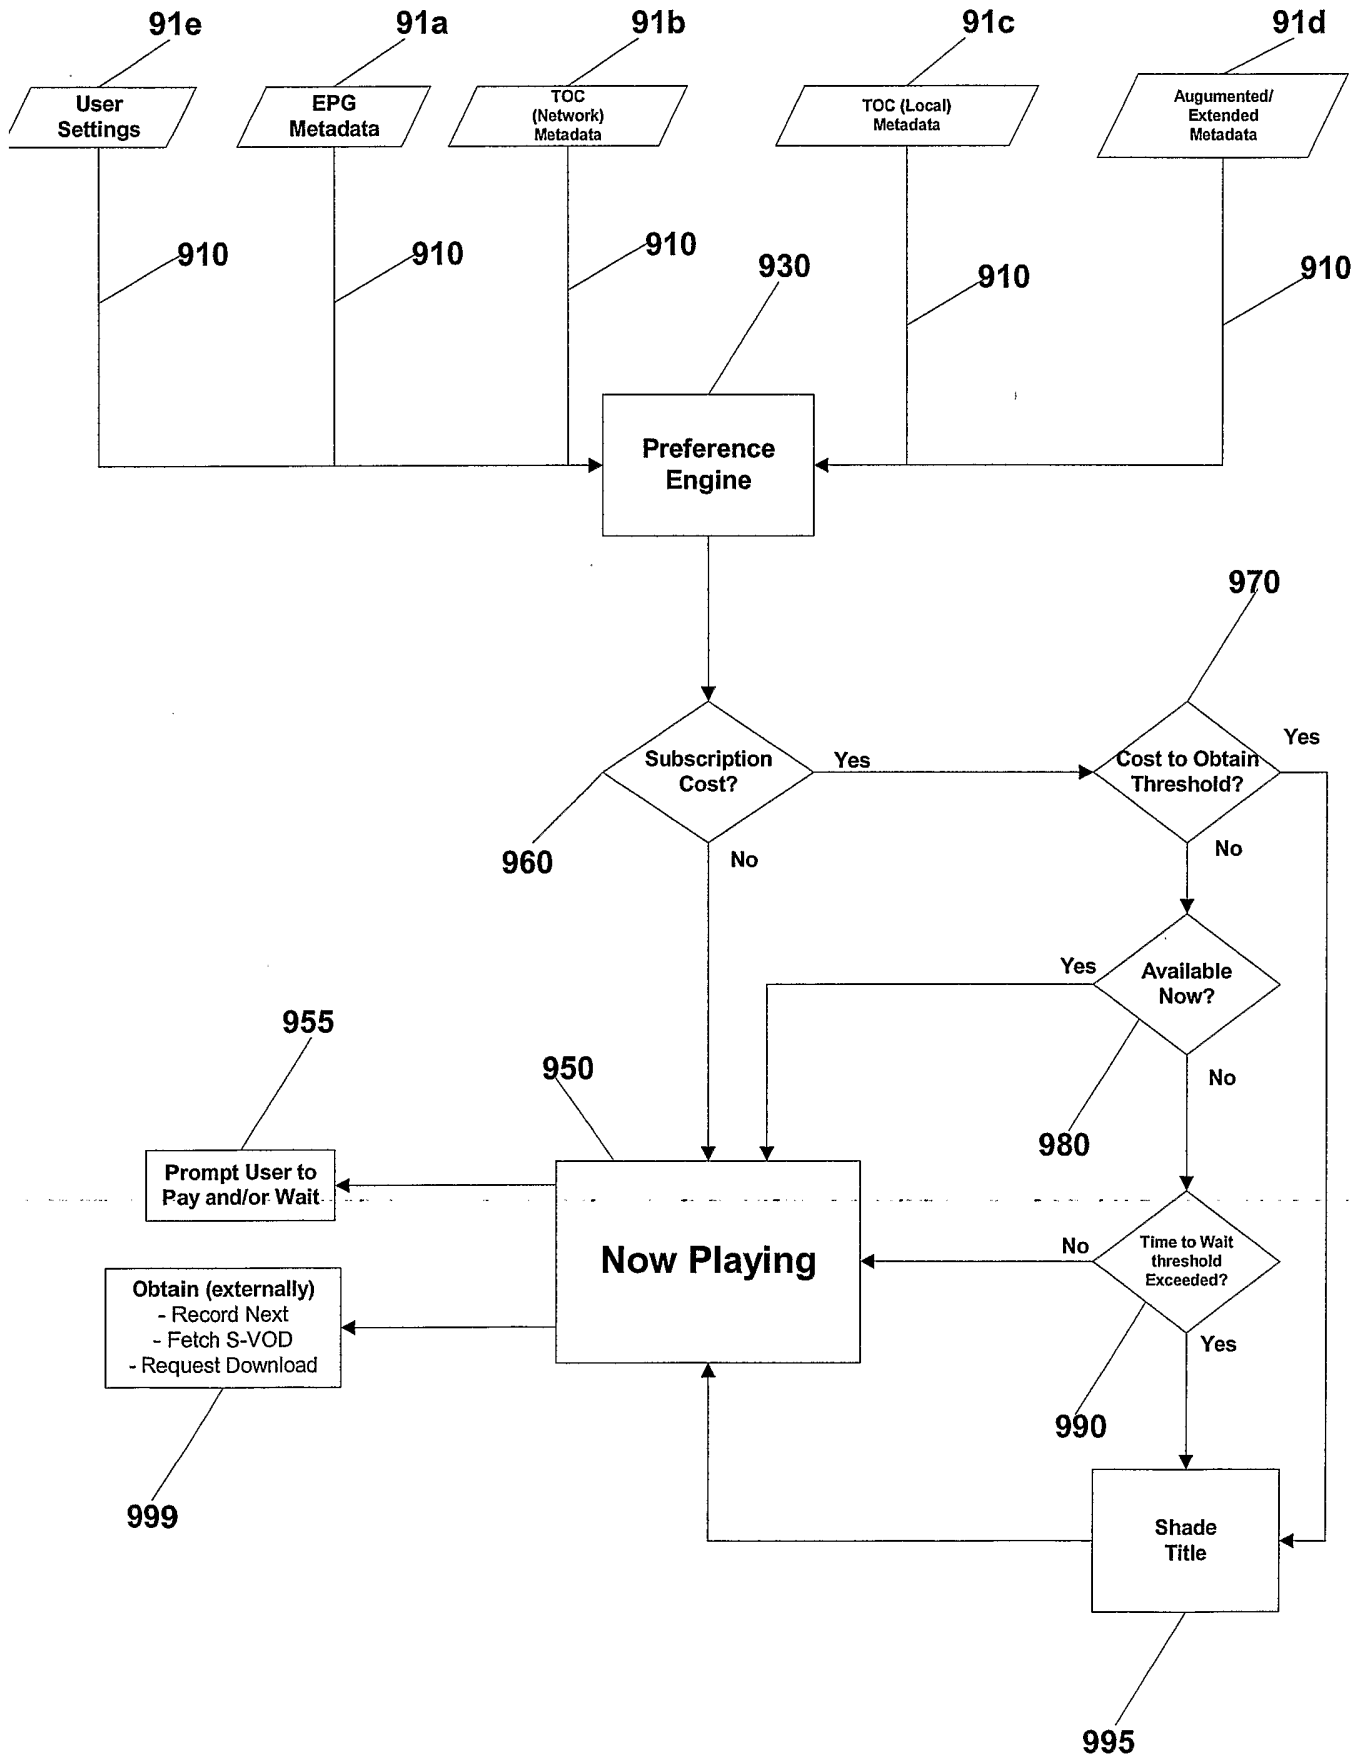 91e
91a
91b
91c
91d
User
Settings
EPG
Metadata
TOC
(Network)
Metadata
TOC (Local)
Metadata
Augumented/
Extended
Metadata
910
910
910
910
910
930
Preference
Engine
970
Subscription
Cost?
Yes
Cost to Obtain
Threshold?
Yes
960
No
No
Yes
Available
Now?
955
950
No
980
Prompt User to
Pay and/or Wait
Now Playing
No
Time to Wait
threshold
Exceeded?
Obtain (externally)
- Record Next
- Fetch S-VOD
- Request Download
Yes
990
999
Shade
Title
995